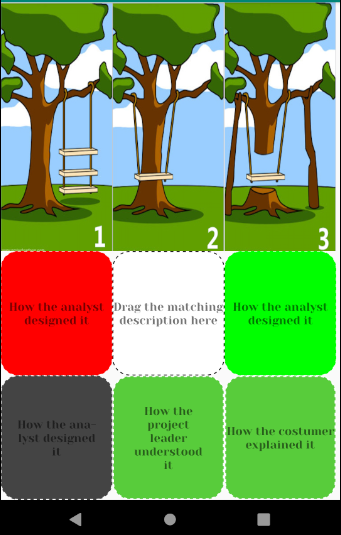 1
2
3
How the analyst
designed it
Drag the matching
description here
How the analyst
designed it
How the ana-
lyst designed
it
How the
project
leader
understood
it
How the costumer
explained it